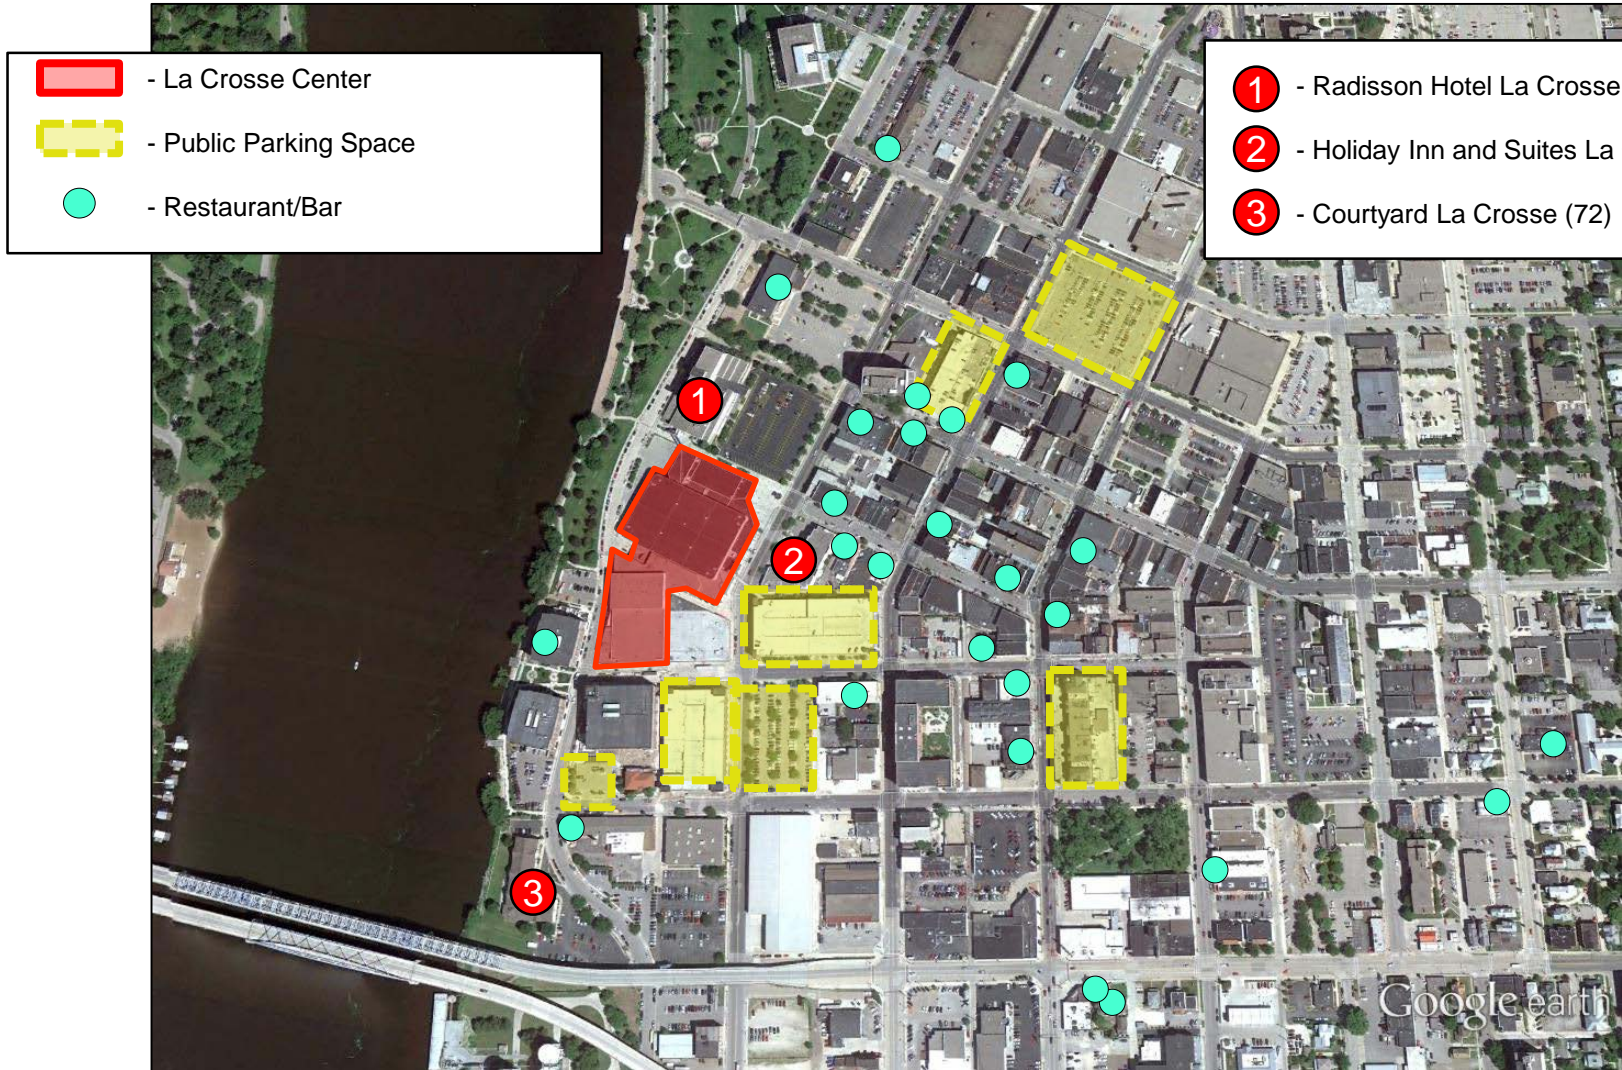 - La Crosse Center
- Public Parking Space
- Restaurant/Bar
1 - Radisson Hotel La Crosse
2 - Holiday Inn and Suites La
3 - Courtyard La Crosse (72)
1
2
3
Google earth